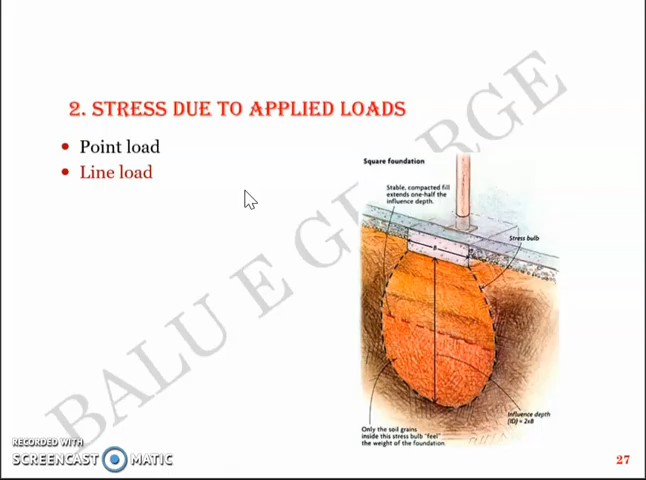 2. STRESS DUE TO APPLIED LOADS
• Point load
• Line load
Square foundation
Stable, compacted fill
extends one-half the
influence depth.
Stress bulb
B
Influence depth
(ID) = 2xB
Only the soil grains
inside this stress bulb "feel"
the weight of the foundation.
BALU E GEORGE
RECORDED WITH
SCREENCAST MATIC
27